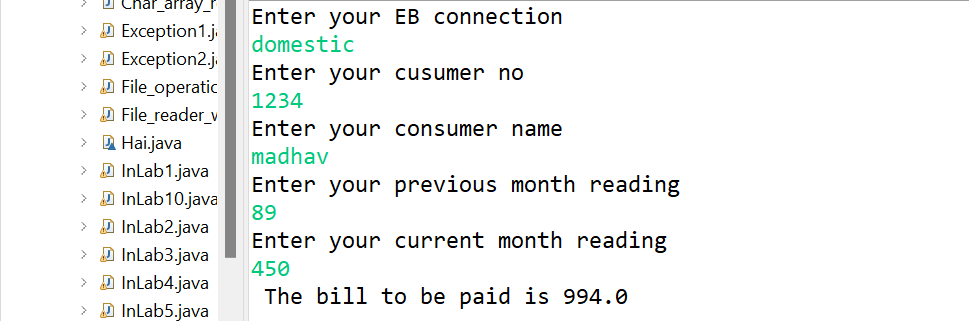 Char_array_
Exception1.ja
Exception2.ja
File_operatic
File_reader_w
Hai.java
InLab1.java
InLab10.java
InLab2.java
InLab3.java
InLab4.java
InLab5.java
Enter your EB connection
domestic
Enter your cusumer no
1234
Enter your consumer name
madhav
Enter your previous month reading
89
Enter your current month reading
450
The bill to be paid is 994.0